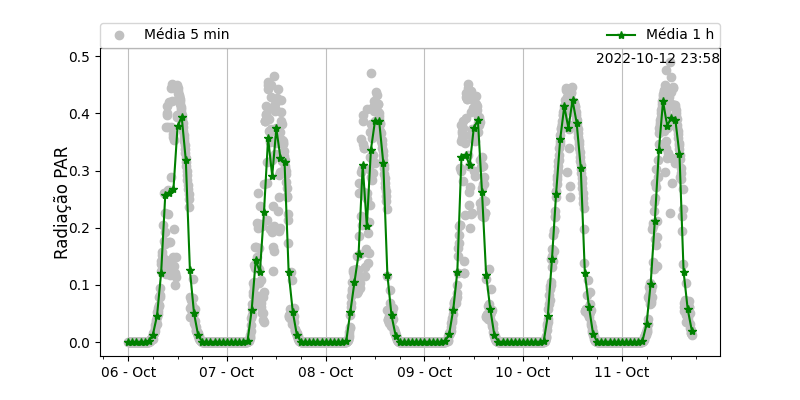 Média 5 min
Média 1 h
2022-10-12 23:58
0.5
0.4
0.3
0.2
0.1
0.0
Radiação PAR
06 - Oct
07 - Oct
08 - Oct
09 - Oct
10 - Oct
11 - Oct